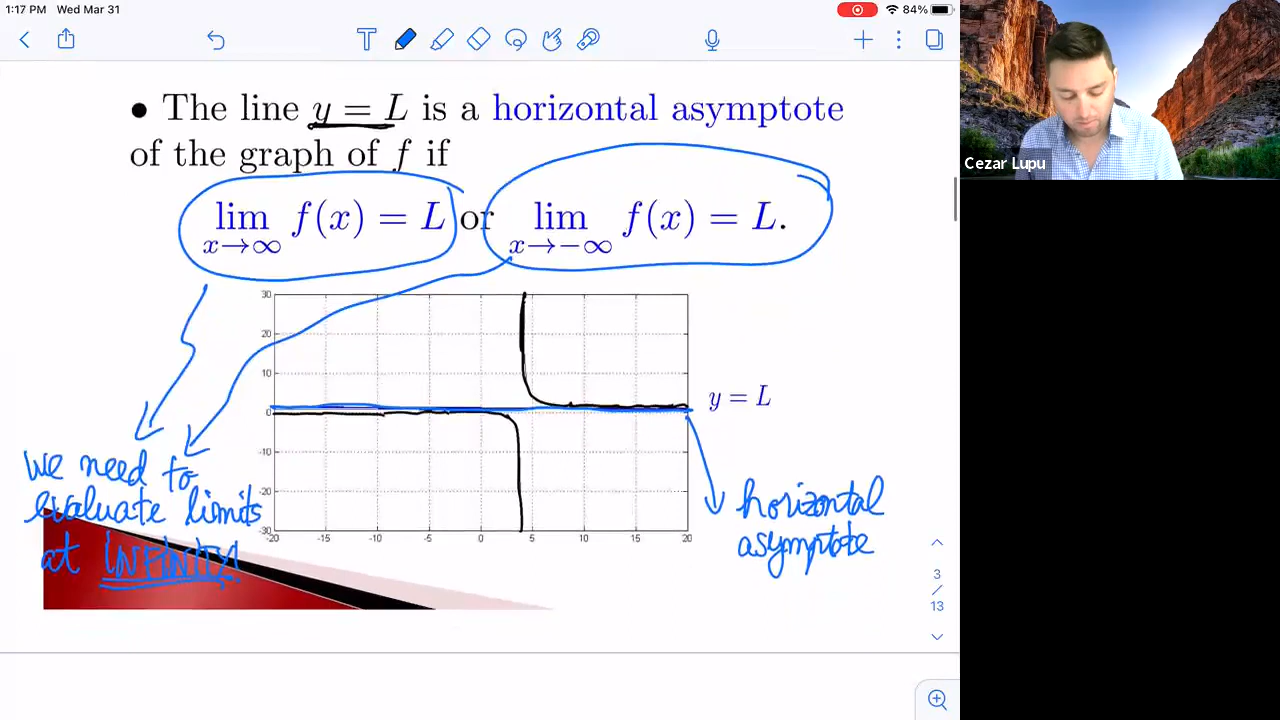 1:17 PM Wed Mar 31
84%
Cezar Lupu
• The line y = L is a horizontal asymptote
of the graph of f if
lim x→∞ f(x) = L or lim x→−∞ f(x) = L.
30
20
10
0
-10
-20
-30
-20 -15 -10 -5 0 5 10 15 20
y = L
we need to
evaluate limits
at INFINITY
horizontal
asymptote
3
/
13